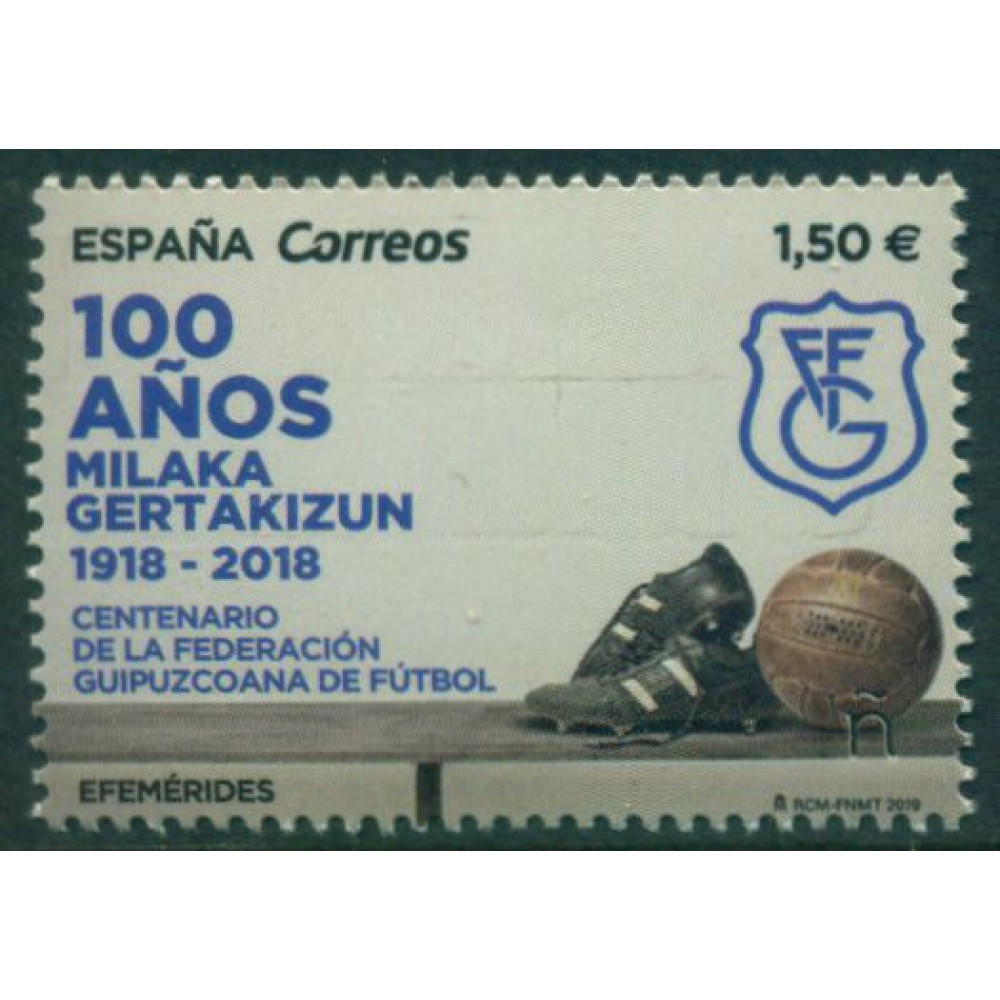 ESPAÑA Correos 1,50 €
100
AÑOS
MILAKA
GERTAKIZUN
1918 - 2018
FFG
CENTENARIO
DE LA FEDERACIÓN
GUIPUZCOANA DE FÚTBOL
ñ
EFEMÉRIDES
RCM-FNMT 2019